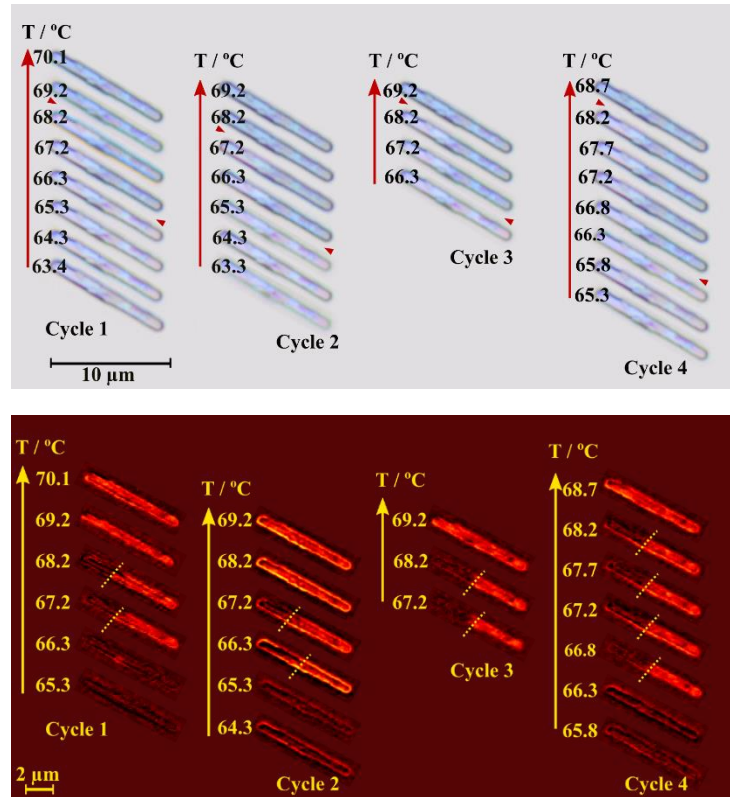 T / ºC
70.1
69.2
68.2
67.2
66.3
65.3
64.3
63.4
Cycle 1
10 µm
T / ºC
69.2
68.2
67.2
66.3
65.3
64.3
63.3
Cycle 2
T / ºC
69.2
68.2
67.2
66.3
Cycle 3
T / ºC
68.7
68.2
67.7
67.2
66.8
66.3
65.8
65.3
Cycle 4
T / ºC
70.1
69.2
68.2
67.2
66.3
65.3
Cycle 1
2 µm
T / ºC
69.2
68.2
67.2
66.3
65.3
64.3
Cycle 2
T / ºC
69.2
68.2
67.2
Cycle 3
T / ºC
68.7
68.2
67.7
67.2
66.8
66.3
65.8
Cycle 4